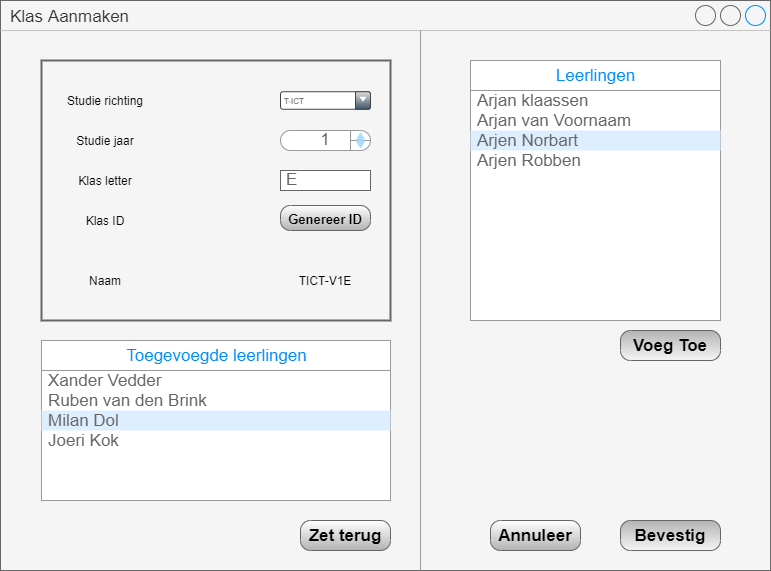 Klas Aanmaken
Studie richting
T-ICT
Studie jaar
1
Klas letter
E
Klas ID
Genereer ID
Naam
TICT-V1E
Toegevoegde leerlingen
Xander Vedder
Ruben van den Brink
Milan Dol
Joeri Kok
Zet terug
Leerlingen
Arjan klaassen
Arjan van Voornaam
Arjen Norbart
Arjen Robben
Voeg Toe
Annuleer
Bevestig